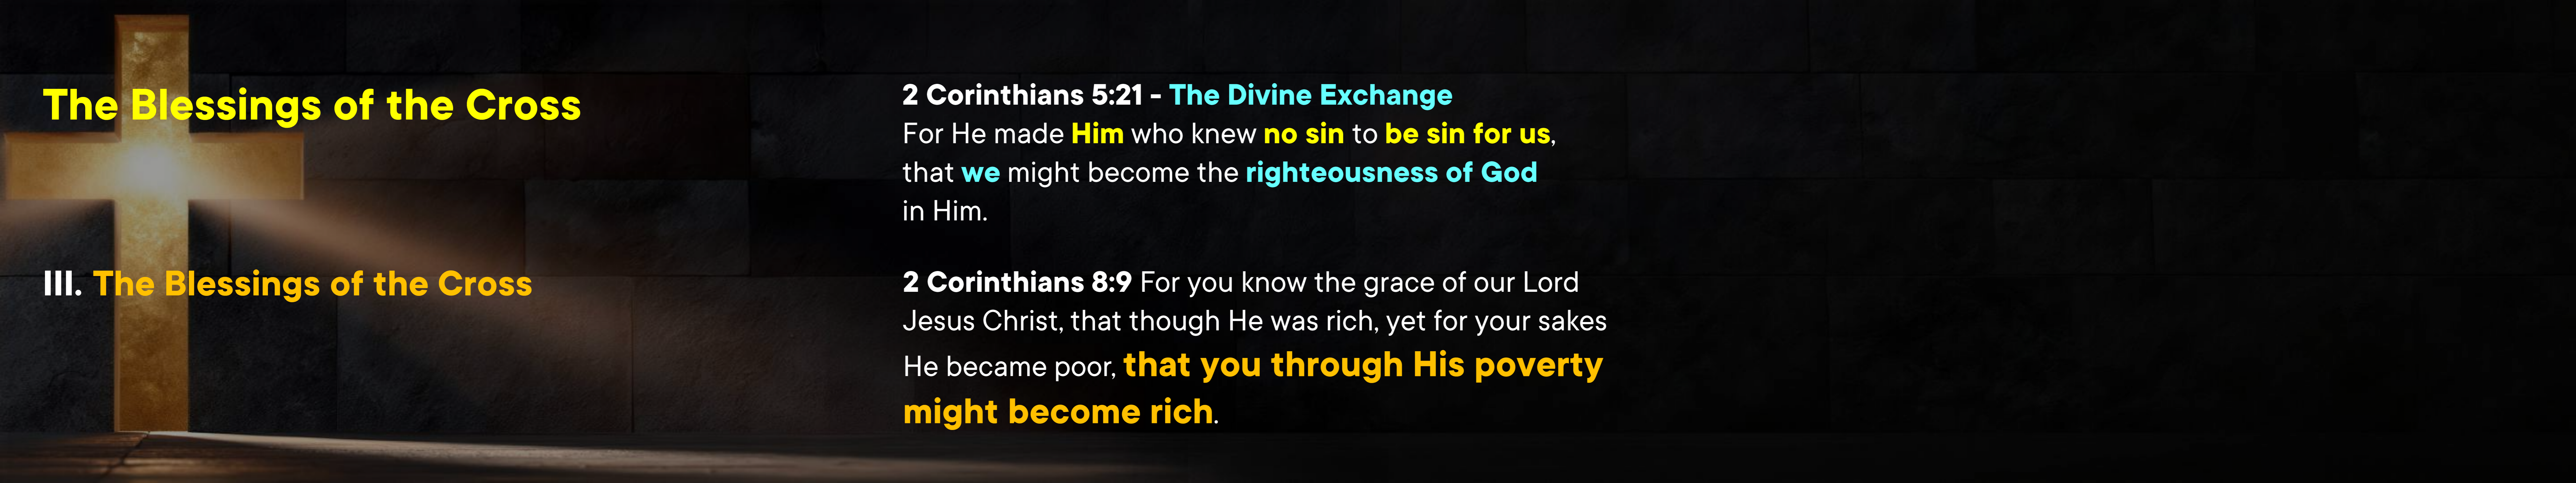 The Blessings of the Cross
III. The Blessings of the Cross
2 Corinthians 5:21 - The Divine Exchange
For He made Him who knew no sin to be sin for us,
that we might become the righteousness of God
in Him.
2 Corinthians 8:9 For you know the grace of our Lord
Jesus Christ, that though He was rich, yet for your sakes
He became poor, that you through His poverty
might become rich.